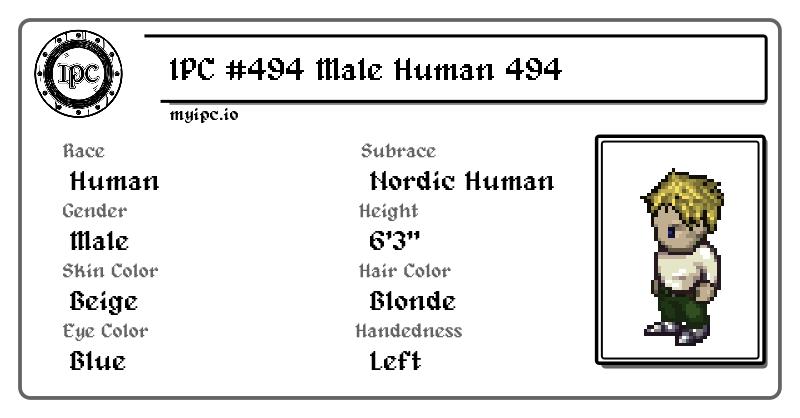 IPC
IPC #494 Male Human 494
myipc.io
Race
Human
Subrace
Nordic Human
Gender
Male
Height
6'3"
Skin Color
Beige
Hair Color
Blonde
Eye Color
Blue
Handedness
Left